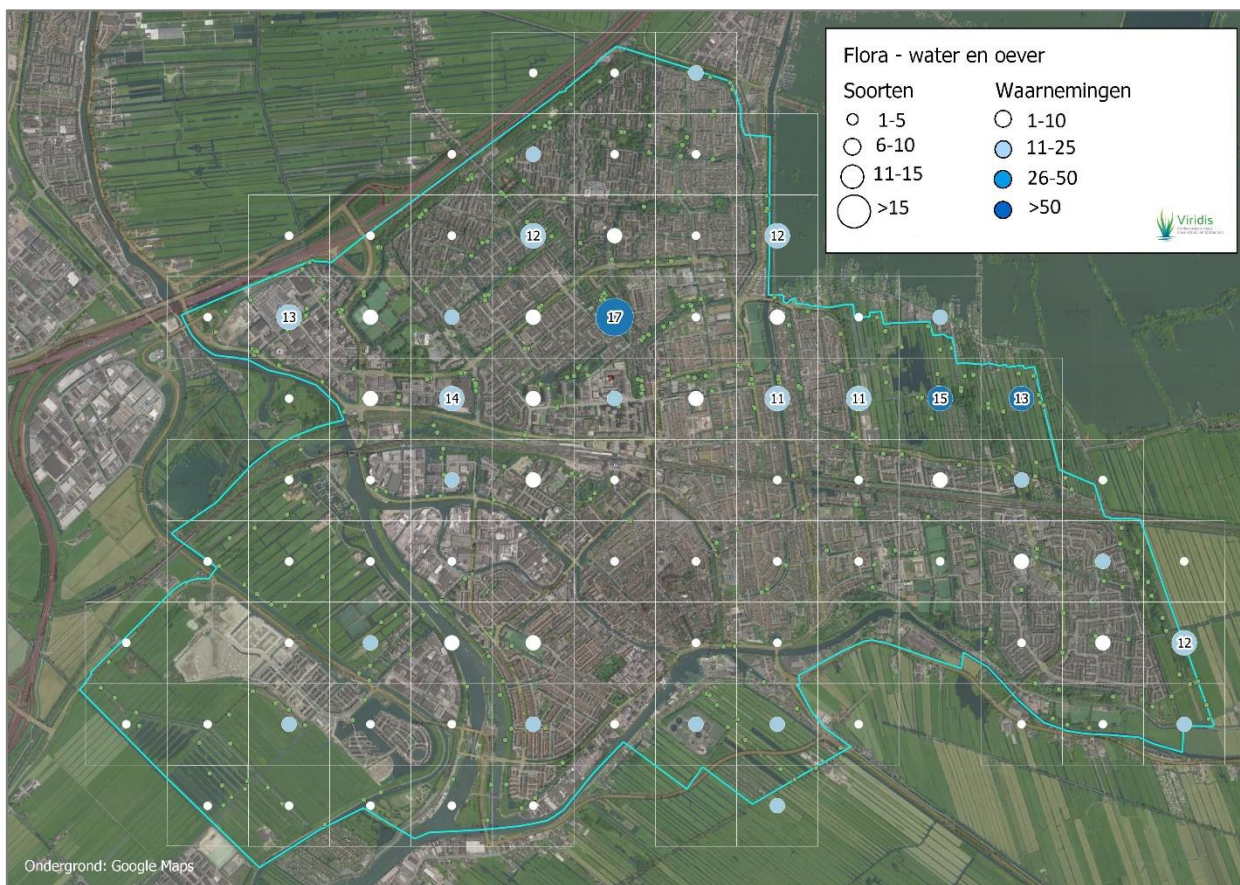 Flora - water en oever
Soorten Waarnemingen
1-5 1-10
6-10 11-25
11-15 26-50
>15 >50
Viridis
12 12
13 17
14 11 11 15 13
12
Ondergrond: Google Maps